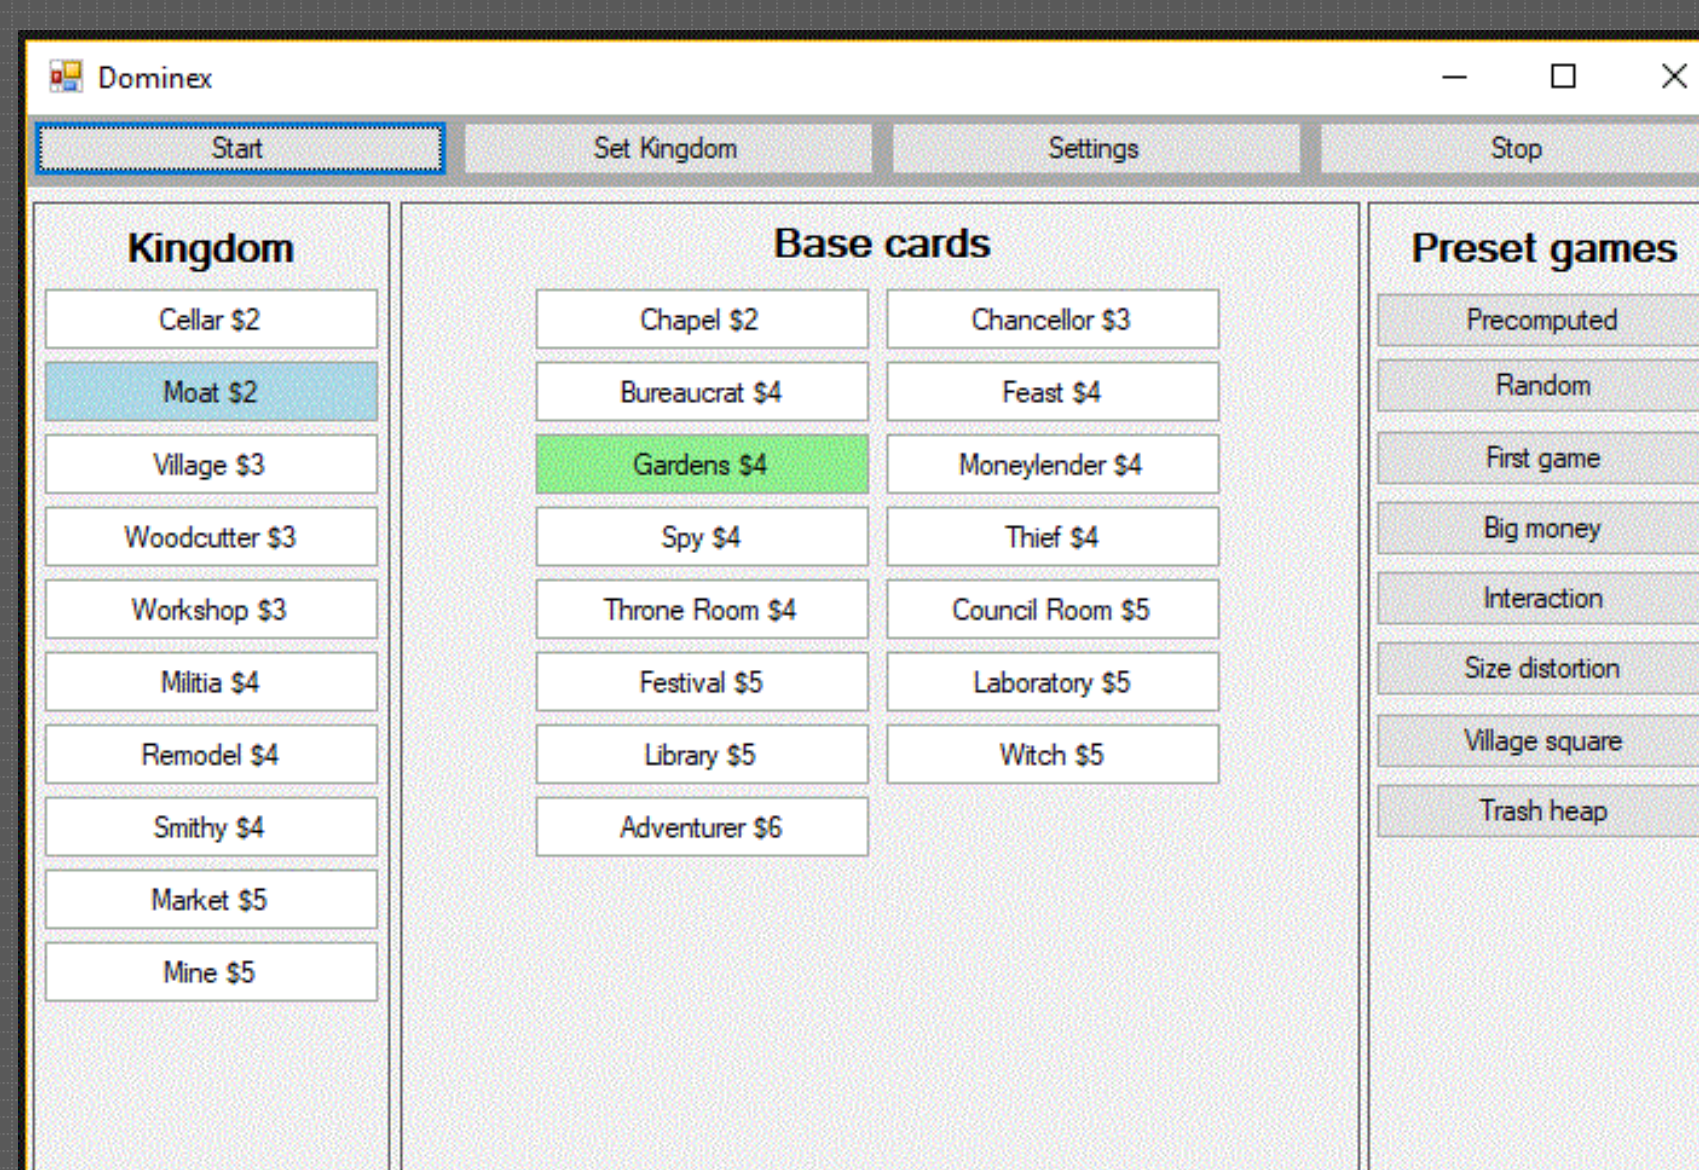 Dominex
Start
Set Kingdom
Settings
Stop
Kingdom
Cellar $2
Moat $2
Village $3
Woodcutter $3
Workshop $3
Militia $4
Remodel $4
Smithy $4
Market $5
Mine $5
Base cards
Chapel $2
Chancellor $3
Bureaucrat $4
Feast $4
Gardens $4
Moneylender $4
Spy $4
Thief $4
Throne Room $4
Council Room $5
Festival $5
Laboratory $5
Library $5
Witch $5
Adventurer $6
Preset games
Precomputed
Random
First game
Big money
Interaction
Size distortion
Village square
Trash heap